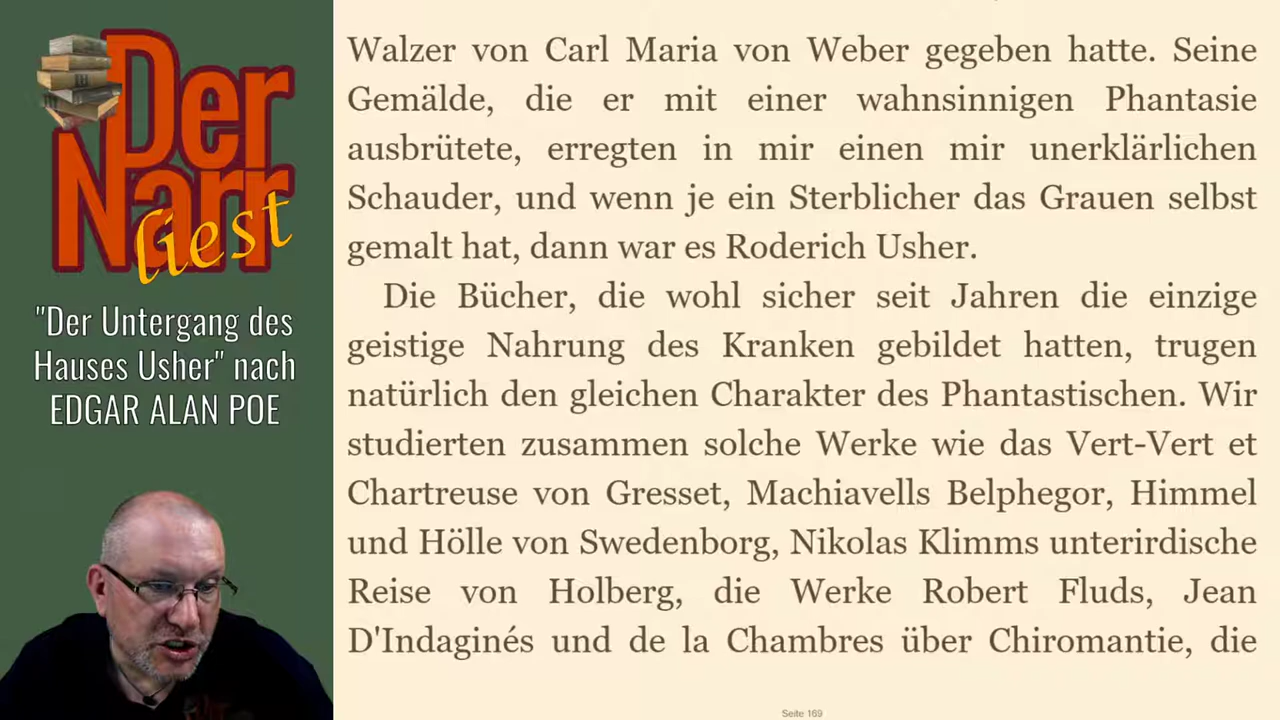 Der
Narr
liest
"Der Untergang des
Hauses Usher" nach
EDGAR ALAN POE
Walzer von Carl Maria von Weber gegeben hatte. Seine
Gemälde, die er mit einer wahnsinnigen Phantasie
ausbrütete, erregten in mir einen mir unerklärlichen
Schauder, und wenn je ein Sterblicher das Grauen selbst
gemalt hat, dann war es Roderich Usher.
Die Bücher, die wohl sicher seit Jahren die einzige
geistige Nahrung des Kranken gebildet hatten, trugen
natürlich den gleichen Charakter des Phantastischen. Wir
studierten zusammen solche Werke wie das Vert-Vert et
Chartreuse von Gresset, Machiavells Belphegor, Himmel
und Hölle von Swedenborg, Nikolas Klimms unterirdische
Reise von Holberg, die Werke Robert Fluds, Jean
D'Indaginés und de la Chambres über Chiromantie, die
Seite 169